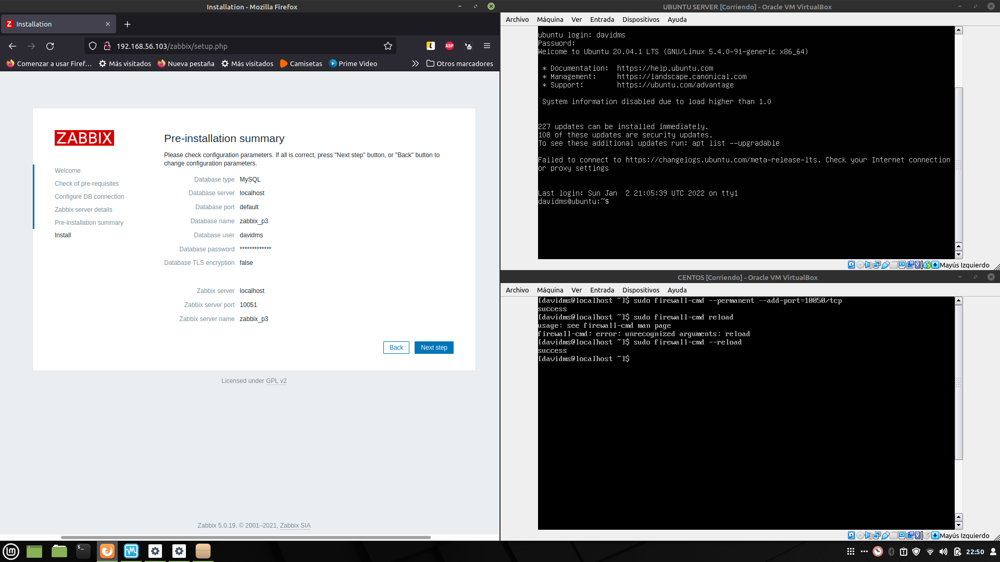 Installation - Mozilla Firefox
Installation
192.168.56.103/zabbix/setup.php
ABP
Comenzar a usar Firef…
Más visitados
Nueva pestaña
Más visitados
Camisetas
Prime Video
Otros marcadores
ZABBIX
Welcome
Check of pre-requisites
Configure DB connection
Zabbix server details
Pre-installation summary
Install
Pre-installation summary
Please check configuration parameters. If all is correct, press "Next step" button, or "Back" button to
change configuration parameters.
Database type MySQL
Database server localhost
Database port default
Database name zabbix_p3
Database user davidms
Database password *************
Database TLS encryption false
Zabbix server localhost
Zabbix server port 10051
Zabbix server name zabbix_p3
Back
Next step
Licensed under GPL v2
Zabbix 5.0.19. © 2001–2021, Zabbix SIA
UBUNTU SERVER [Corriendo] - Oracle VM VirtualBox
Archivo Máquina Ver Entrada Dispositivos Ayuda
ubuntu login: davidms
Password:
Welcome to Ubuntu 20.04.1 LTS (GNU/Linux 5.4.0-91-generic x86_64)
* Documentation: https://help.ubuntu.com
* Management: https://landscape.canonical.com
* Support: https://ubuntu.com/advantage
System information disabled due to load higher than 1.0
227 updates can be installed immediately.
108 of these updates are security updates.
To see these additional updates run: apt list --upgradable
Failed to connect to https://changelogs.ubuntu.com/meta-release-lts. Check your Internet connection
or proxy settings
Last login: Sun Jan  2 21:05:39 UTC 2022 on tty1
davidms@ubuntu:~$
Mayús Izquierdo
CENTOS [Corriendo] - Oracle VM VirtualBox
Archivo Máquina Ver Entrada Dispositivos Ayuda
[davidms@localhost ~]$ sudo firewall-cmd --permanent --add-port=10050/tcp
success
[davidms@localhost ~]$ sudo firewall-cmd reload
usage: see firewall-cmd man page
firewall-cmd: error: unrecognized arguments: reload
[davidms@localhost ~]$ sudo firewall-cmd --reload
success
[davidms@localhost ~]$
Mayús Izquierdo
22:50